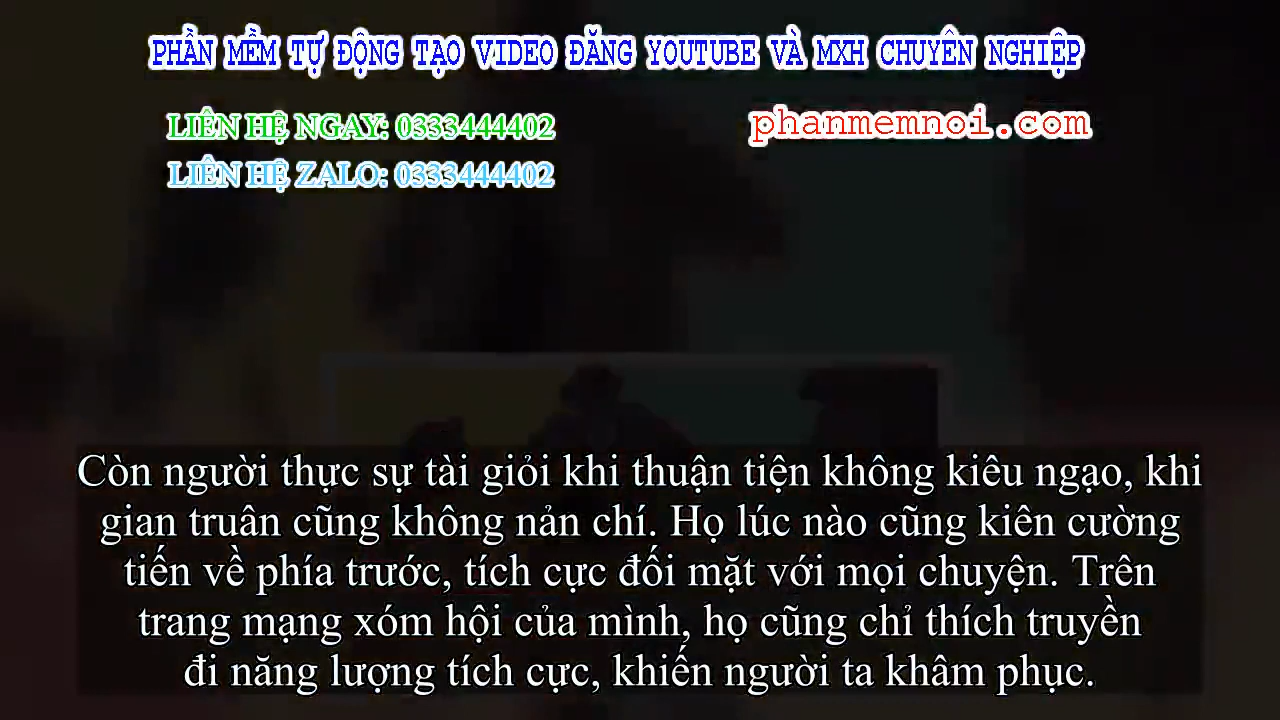 PHẦN MỀM TỰ ĐỘNG TẠO VIDEO ĐĂNG YOUTUBE VÀ MXH CHUYÊN NGHIỆP
LIÊN HỆ NGAY: 0333444402
phanmemnoi.com
LIÊN HỆ ZALO: 0333444402
Còn người thực sự tài giỏi khi thuận tiện không kiêu ngạo, khi
gian truân cũng không nản chí. Họ lúc nào cũng kiên cường
tiến về phía trước, tích cực đối mặt với mọi chuyện. Trên
trang mạng xóm hội của mình, họ cũng chỉ thích truyền
đi năng lượng tích cực, khiến người ta khâm phục.